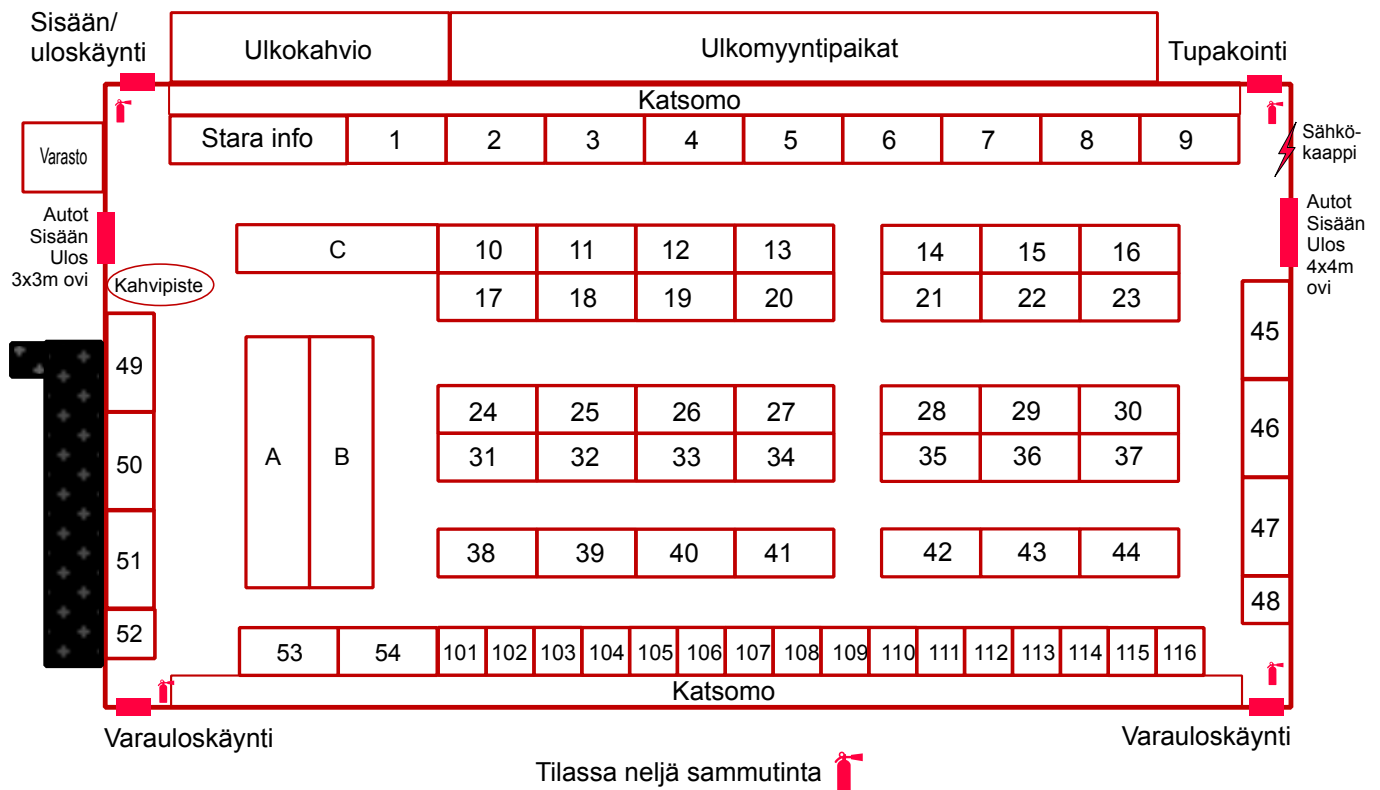 Sisään/
uloskäynti
Ulkokahvio
Ulkomyyntipaikat
Tupakointi
Katsomo
Stara info 1 2 3 4 5 6 7 8 9
Varasto
Sähkö-
kaappi
Autot
Sisään
Ulos
3x3m ovi
Autot
Sisään
Ulos
4x4m
ovi
Kahvipiste
C 10 11 12 13 14 15 16
17 18 19 20 21 22 23
49
50
51
52
A B
24 25 26 27 28 29 30
31 32 33 34 35 36 37
38 39 40 41 42 43 44
45
46
47
48
53 54 101 102 103 104 105 106 107 108 109 110 111 112 113 114 115 116
Katsomo
Varauloskäynti
Varauloskäynti
Tilassa neljä sammutinta